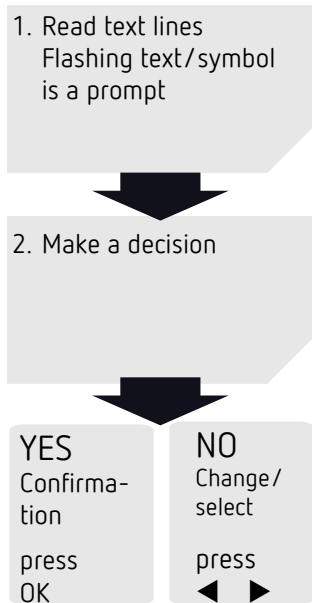 1. Read text lines
Flashing text/symbol
is a prompt
2. Make a decision
YES
Confirma-
tion
press
OK
NO
Change/
select
press
◀ ▶